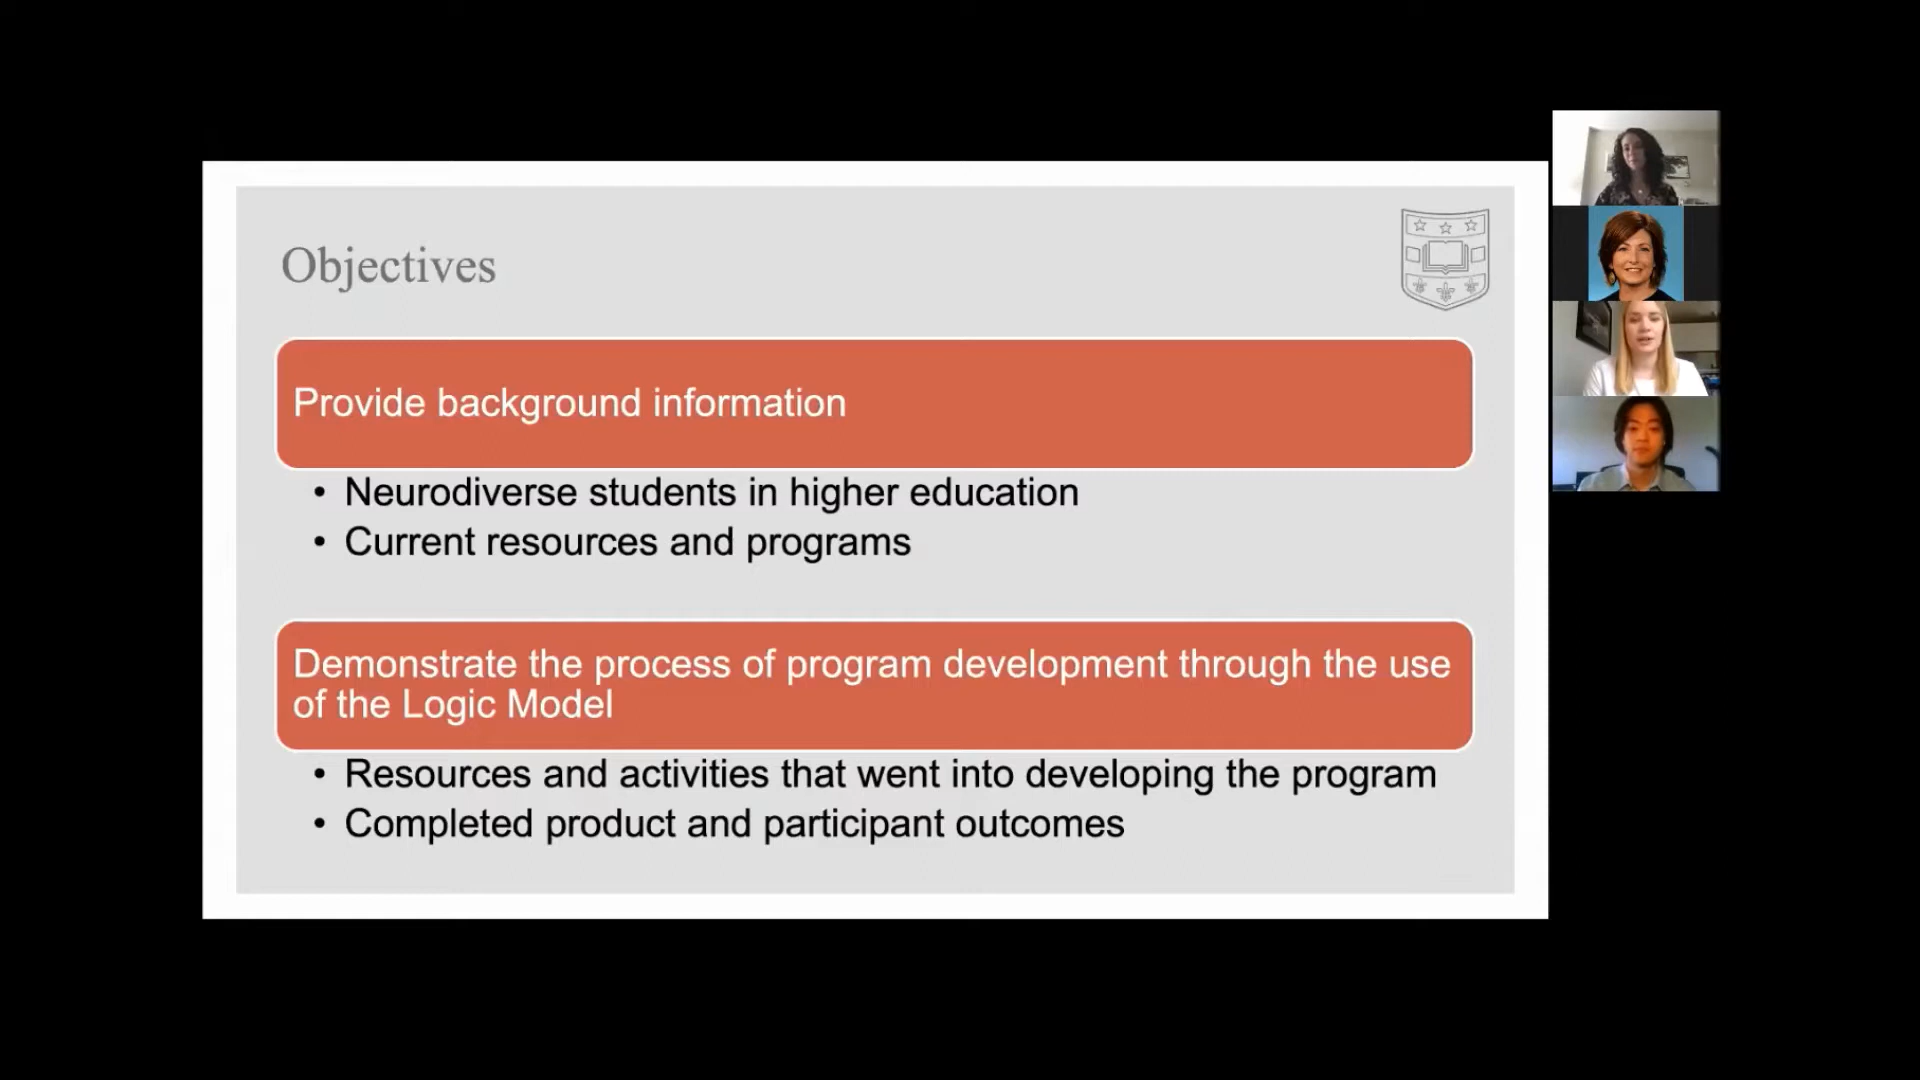 Objectives
Provide background information
• Neurodiverse students in higher education
• Current resources and programs
Demonstrate the process of program development through the use
of the Logic Model
• Resources and activities that went into developing the program
• Completed product and participant outcomes